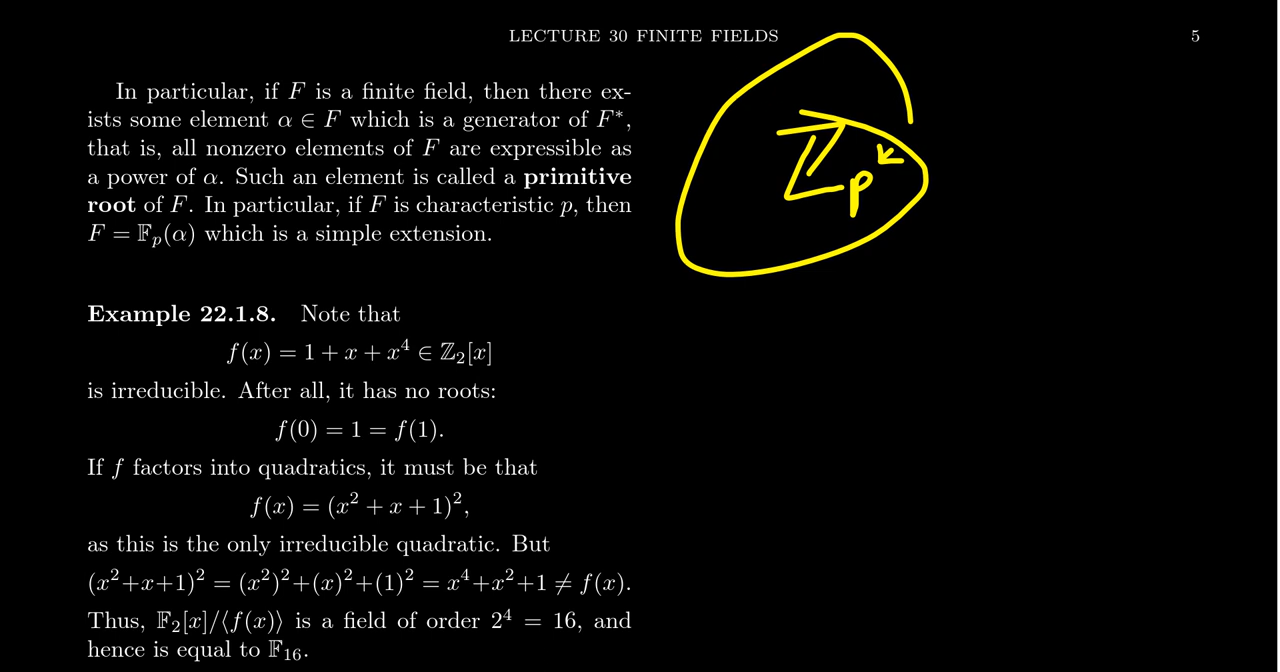 LECTURE 30 FINITE FIELDS 5
In particular, if F is a finite field, then there ex-
ists some element α ∈ F which is a generator of F*,
that is, all nonzero elements of F are expressible as
a power of α. Such an element is called a primitive
root of F. In particular, if F is characteristic p, then
F = 𝔽ₚ(α) which is a simple extension.
ℤ_{p^k}
Example 22.1.8. Note that
f(x) = 1 + x + x⁴ ∈ ℤ₂[x]
is irreducible. After all, it has no roots:
f(0) = 1 = f(1).
If f factors into quadratics, it must be that
f(x) = (x² + x + 1)²,
as this is the only irreducible quadratic. But
(x²+x+1)² = (x²)²+(x)²+(1)² = x⁴+x²+1 ≠ f(x).
Thus, 𝔽₂[x]/⟨f(x)⟩ is a field of order 2⁴ = 16, and
hence is equal to 𝔽₁₆.